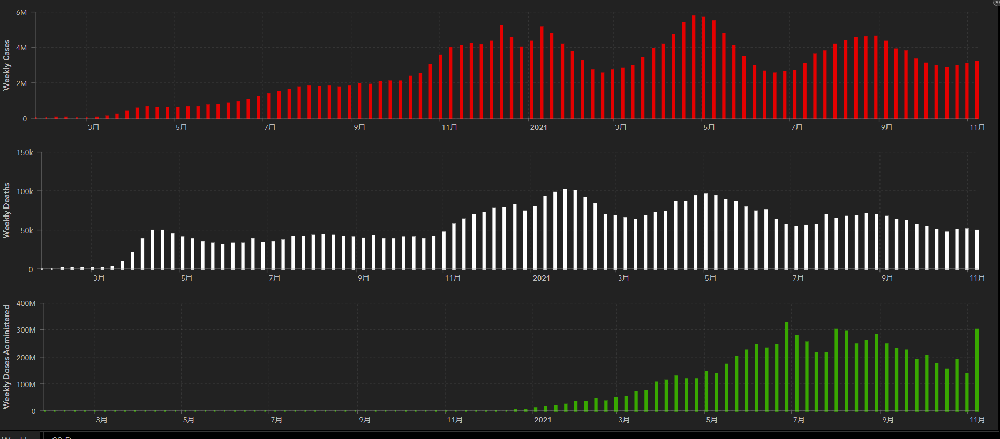 Weekly Cases
6M
4M
2M
0
3月 5月 7月 9月 11月 2021 3月 5月 7月 9月 11月
Weekly Deaths
150k
100k
50k
0
3月 5月 7月 9月 11月 2021 3月 5月 7月 9月 11月
Weekly Doses Administered
400M
300M
200M
100M
0
3月 5月 7月 9月 11月 2021 3月 5月 7月 9月 11月